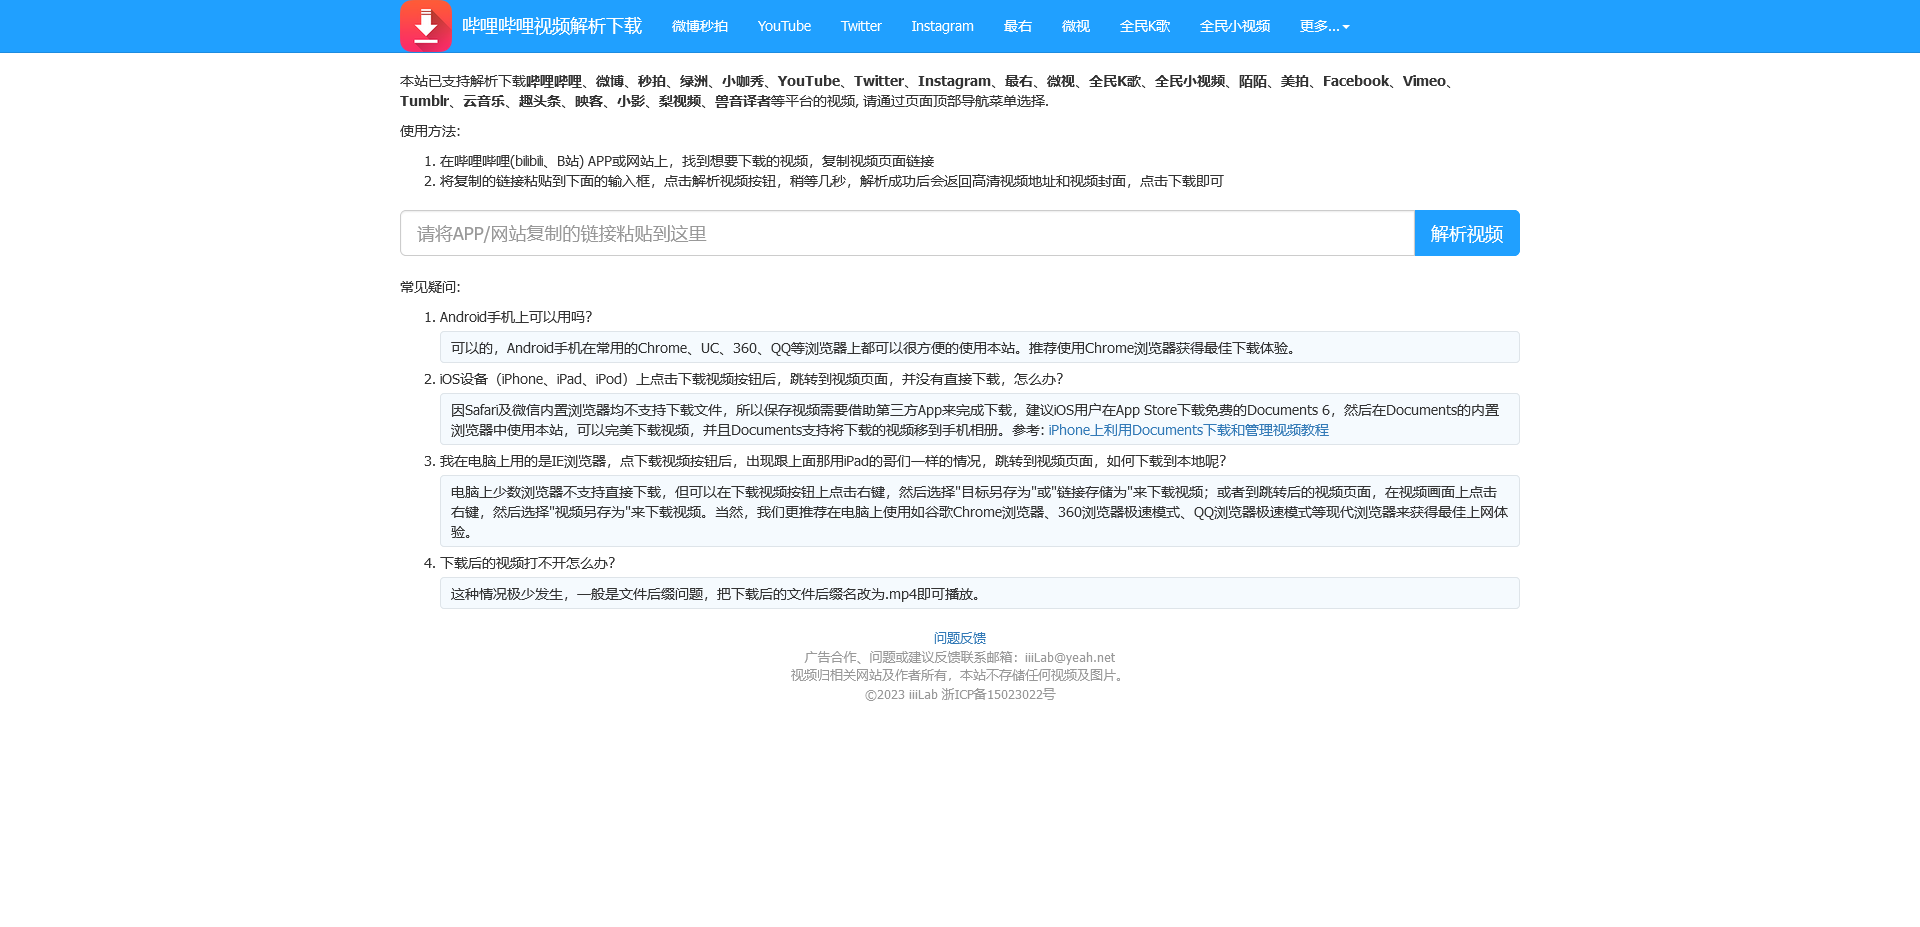 哔哩哔哩视频解析下载 微博秒拍 YouTube Twitter Instagram 最右 微视 全民K歌 全民小视频 更多...
本站已支持解析下载哔哩哔哩、微博、秒拍、绿洲、小咖秀、YouTube、Twitter、Instagram、最右、微视、全民K歌、全民小视频、陌陌、美拍、Facebook、Vimeo、
Tumblr、云音乐、趣头条、映客、小影、梨视频、兽音译者等平台的视频, 请通过页面顶部导航菜单选择.
使用方法:
1. 在哔哩哔哩(bilibili、B站) APP或网站上，找到想要下载的视频，复制视频页面链接
2. 将复制的链接粘贴到下面的输入框，点击解析视频按钮，稍等几秒，解析成功后会返回高清视频地址和视频封面，点击下载即可
请将APP/网站复制的链接粘贴到这里 解析视频
常见疑问:
1. Android手机上可以用吗?
可以的，Android手机在常用的Chrome、UC、360、QQ等浏览器上都可以很方便的使用本站。推荐使用Chrome浏览器获得最佳下载体验。
2. iOS设备（iPhone、iPad、iPod）上点击下载视频按钮后，跳转到视频页面，并没有直接下载，怎么办?
因Safari及微信内置浏览器均不支持下载文件，所以保存视频需要借助第三方App来完成下载，建议iOS用户在App Store下载免费的Documents 6，然后在Documents的内置
浏览器中使用本站，可以完美下载视频，并且Documents支持将下载的视频移到手机相册。参考: iPhone上利用Documents下载和管理视频教程
3. 我在电脑上用的是IE浏览器，点下载视频按钮后，出现跟上面那用iPad的哥们一样的情况，跳转到视频页面，如何下载到本地呢?
电脑上少数浏览器不支持直接下载，但可以在下载视频按钮上点击右键，然后选择"目标另存为"或"链接存储为"来下载视频；或者到跳转后的视频页面，在视频画面上点击
右键，然后选择"视频另存为"来下载视频。当然，我们更推荐在电脑上使用如谷歌Chrome浏览器、360浏览器极速模式、QQ浏览器极速模式等现代浏览器来获得最佳上网体
验。
4. 下载后的视频打不开怎么办?
这种情况极少发生，一般是文件后缀问题，把下载后的文件后缀名改为.mp4即可播放。
问题反馈
广告合作、问题或建议反馈联系邮箱：iiiLab@yeah.net
视频归相关网站及作者所有，本站不存储任何视频及图片。
©2023 iiiLab 浙ICP备15023022号